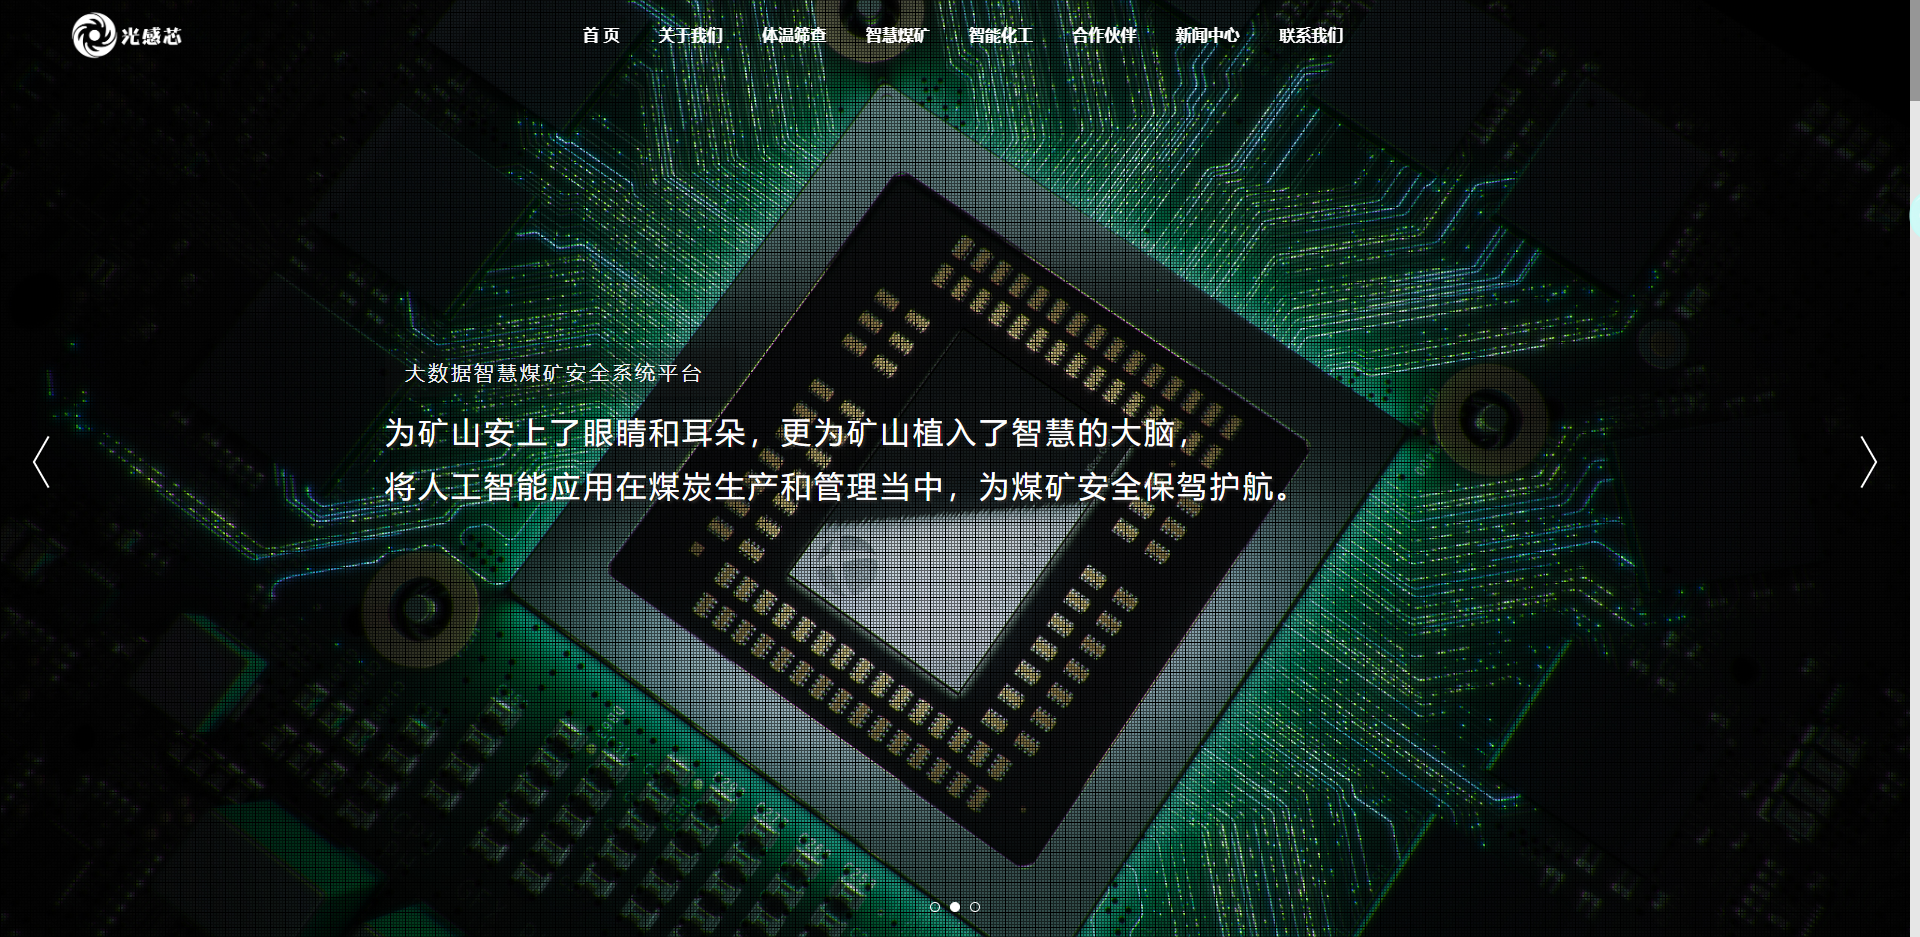 光感芯
首 页 关于我们 体温筛查 智慧煤矿 智能化工 合作伙伴 新闻中心 联系我们
大数据智慧煤矿安全系统平台
为矿山安上了眼睛和耳朵，更为矿山植入了智慧的大脑，
将人工智能应用在煤炭生产和管理当中，为煤矿安全保驾护航。